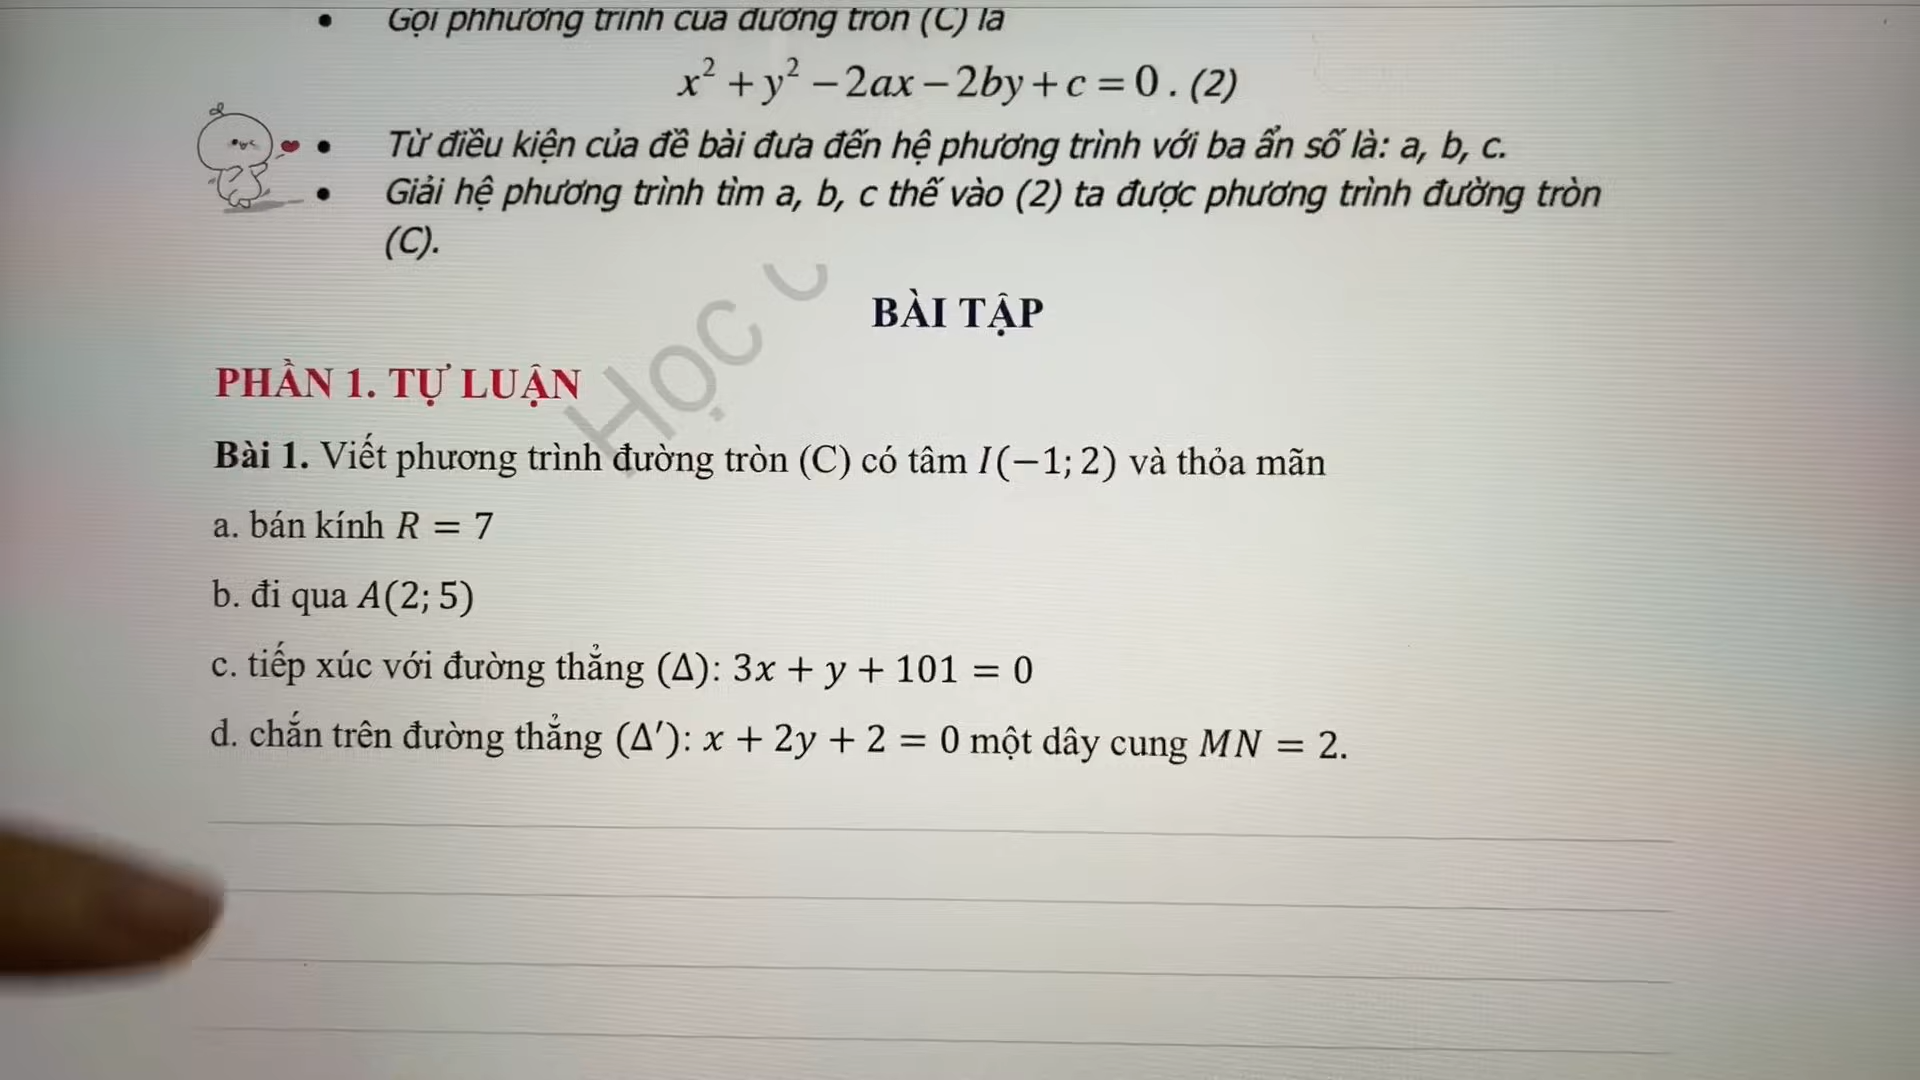 • Gọi phhương trình của đường tròn (C) là
x² + y² − 2ax − 2by + c = 0 . (2)
• Từ điều kiện của đề bài đưa đến hệ phương trình với ba ẩn số là: a, b, c.
• Giải hệ phương trình tìm a, b, c thế vào (2) ta được phương trình đường tròn
(C).
HỌC
BÀI TẬP
PHẦN 1. TỰ LUẬN
Bài 1. Viết phương trình đường tròn (C) có tâm I(−1; 2) và thỏa mãn
a. bán kính R = 7
b. đi qua A(2; 5)
c. tiếp xúc với đường thẳng (Δ): 3x + y + 101 = 0
d. chắn trên đường thẳng (Δ′): x + 2y + 2 = 0 một dây cung MN = 2.